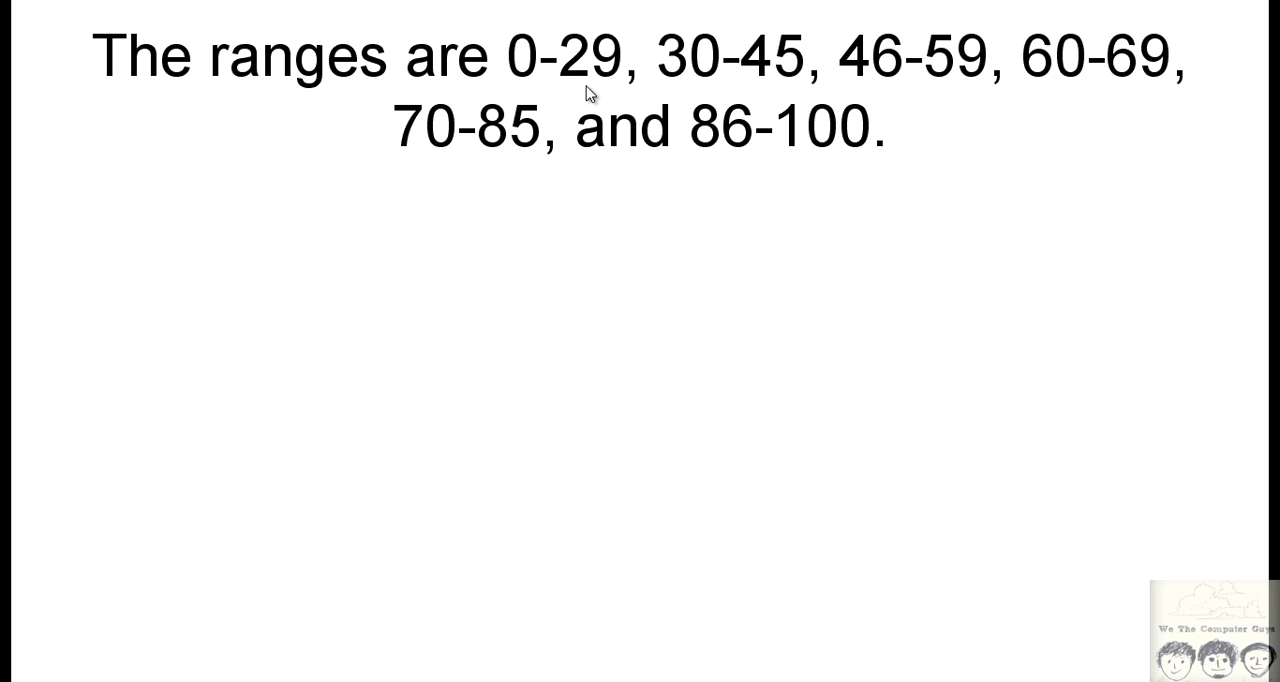 The ranges are 0-29, 30-45, 46-59, 60-69,
70-85, and 86-100.
We The Computer Guys